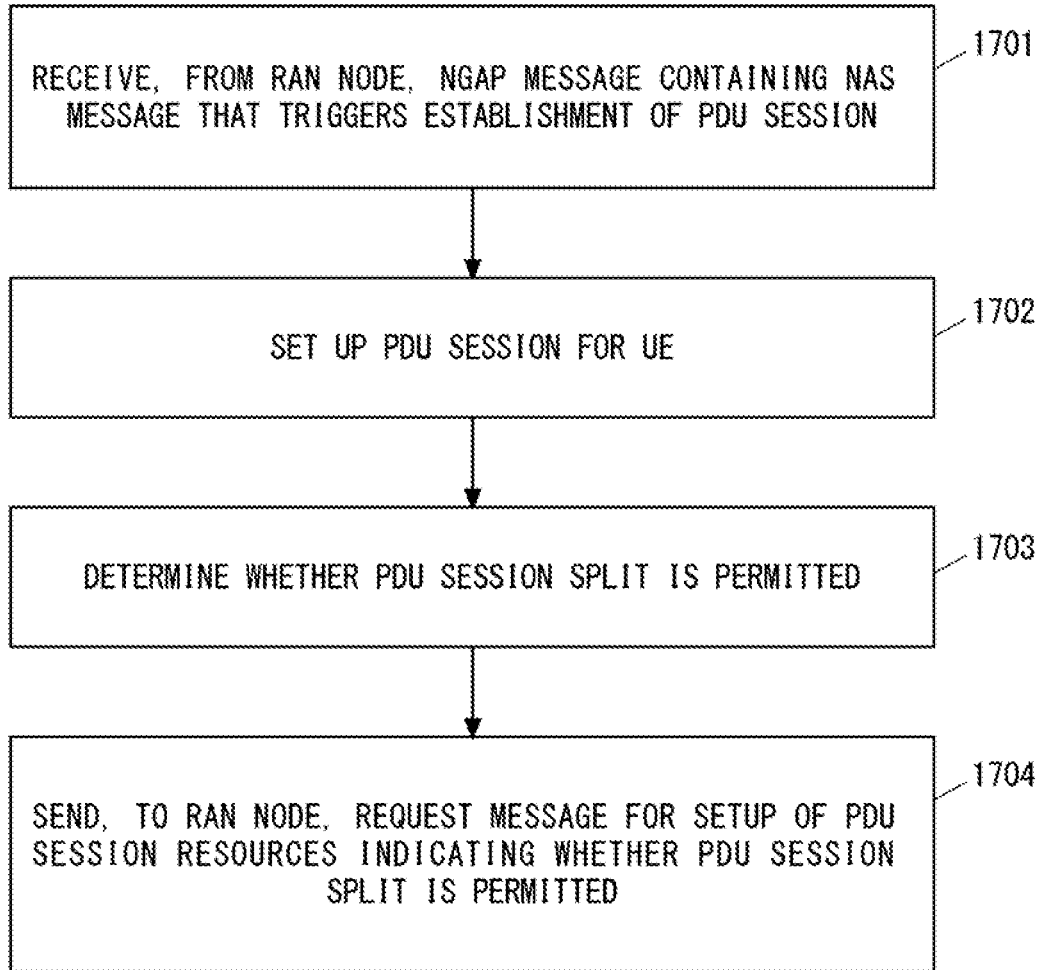 RECEIVE, FROM RAN NODE, NGAP MESSAGE CONTAINING NAS
MESSAGE THAT TRIGGERS ESTABLISHMENT OF PDU SESSION
1701
SET UP PDU SESSION FOR UE
1702
DETERMINE WHETHER PDU SESSION SPLIT IS PERMITTED
1703
SEND, TO RAN NODE, REQUEST MESSAGE FOR SETUP OF PDU
SESSION RESOURCES INDICATING WHETHER PDU SESSION
SPLIT IS PERMITTED
1704